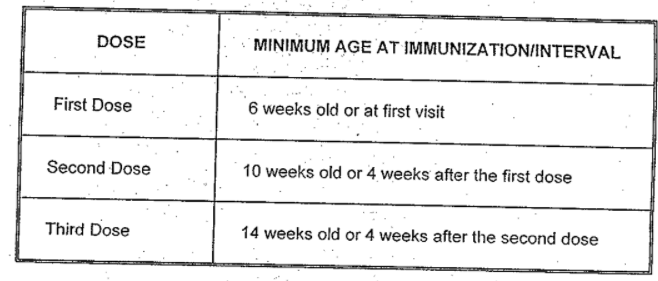 DOSE MINIMUM AGE AT IMMUNIZATION/INTERVAL
First Dose 6 weeks old or at first visit
Second Dose 10 weeks old or 4 weeks after the first dose
Third Dose 14 weeks old or 4 weeks after the second dose